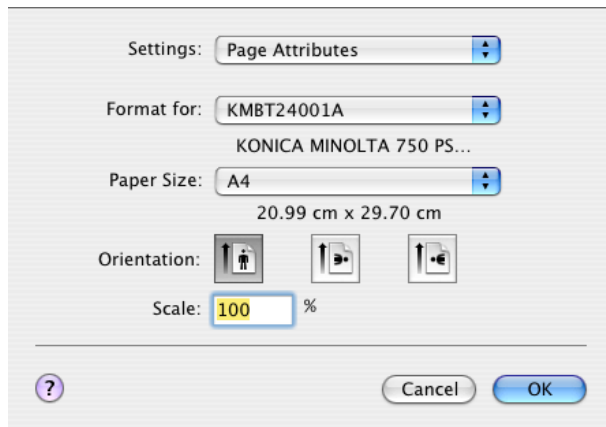 Settings: Page Attributes
Format for: KMBT24001A
KONICA MINOLTA 750 PS...
Paper Size: A4
20.99 cm x 29.70 cm
Orientation:
Scale: 100 %
? Cancel OK